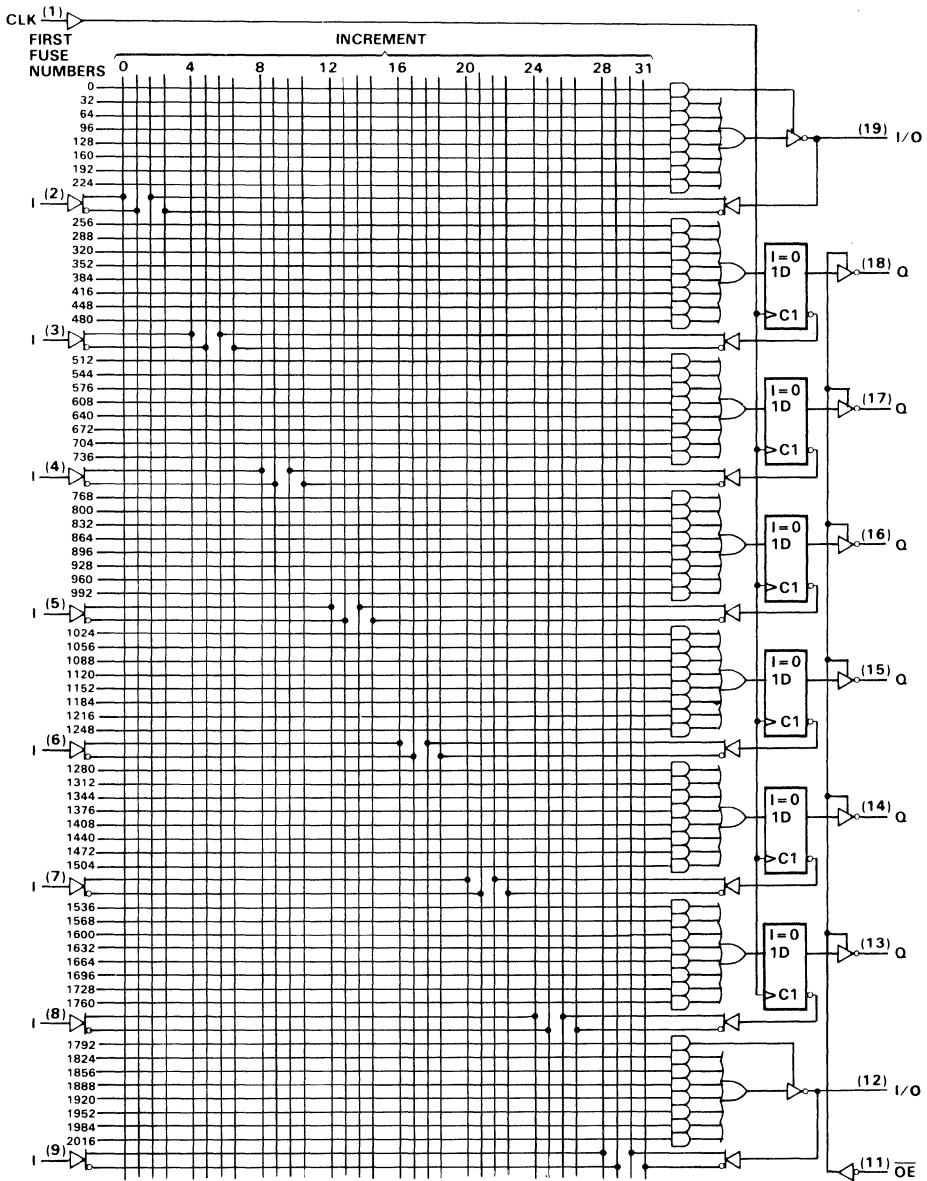 CLK (1)
FIRST FUSE NUMBERS
INCREMENT
0 4 8 12 16 20 24 28 31
0
32
64
96
128
160
192
224
(19) I/O
I (2)
256
288
320
352
384
416
448
480
I=0
1D
C1
(18) Q
I (3)
512
544
576
608
640
672
704
736
I=0
1D
C1
(17) Q
I (4)
768
800
832
864
896
928
960
992
I=0
1D
C1
(16) Q
I (5)
1024
1056
1088
1120
1152
1184
1216
1248
I=0
1D
C1
(15) Q
I (6)
1280
1312
1344
1376
1408
1440
1472
1504
I=0
1D
C1
(14) Q
I (7)
1536
1568
1600
1632
1664
1696
1728
1760
I=0
1D
C1
(13) Q
I (8)
1792
1824
1856
1888
1920
1952
1984
2016
(12) I/O
I (9)
(11) O̅E̅